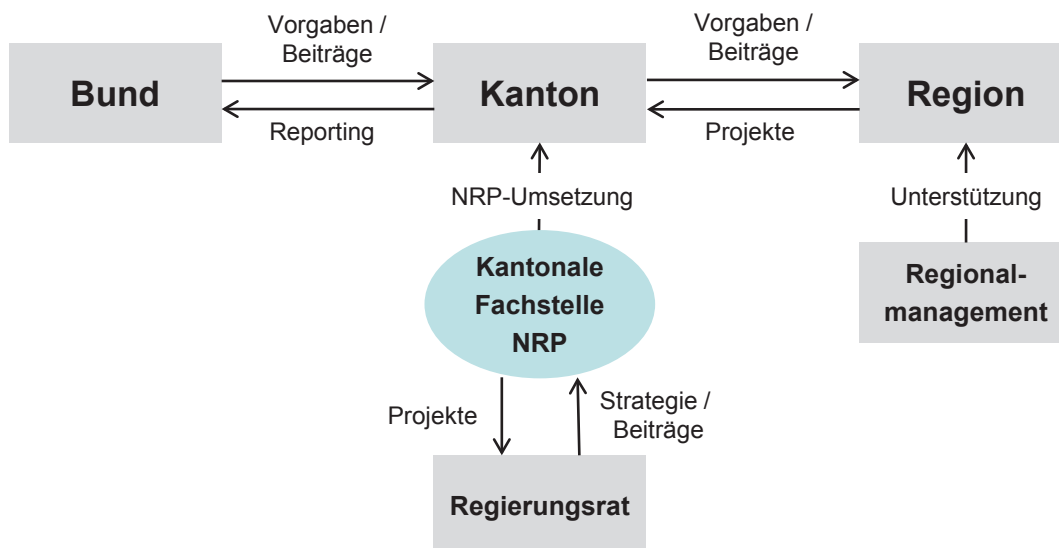 Vorgaben /
Beiträge
Vorgaben /
Beiträge
Bund
Kanton
Region
Reporting
Projekte
NRP-Umsetzung
Unterstützung
Kantonale
Fachstelle
NRP
Regional-
management
Projekte
Strategie /
Beiträge
Regierungsrat